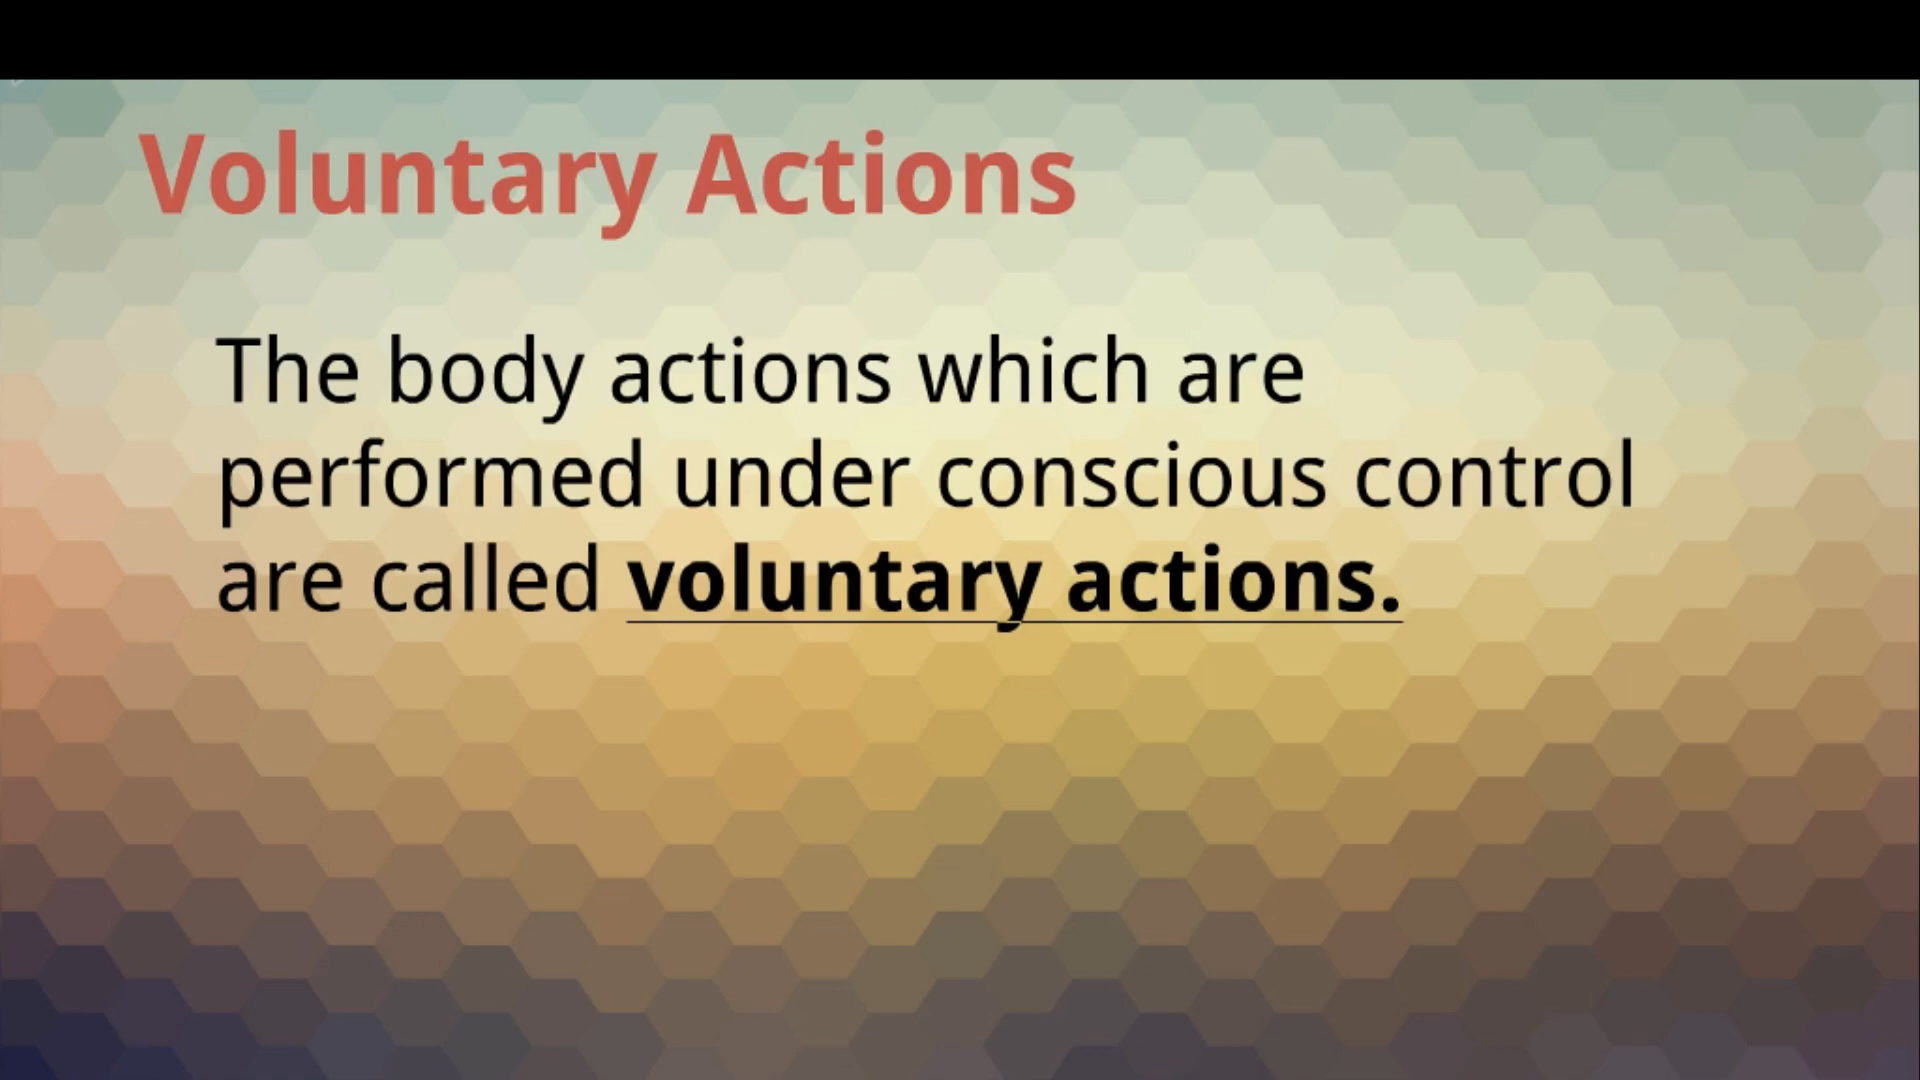 Voluntary Actions
The body actions which are
performed under conscious control
are called voluntary actions.